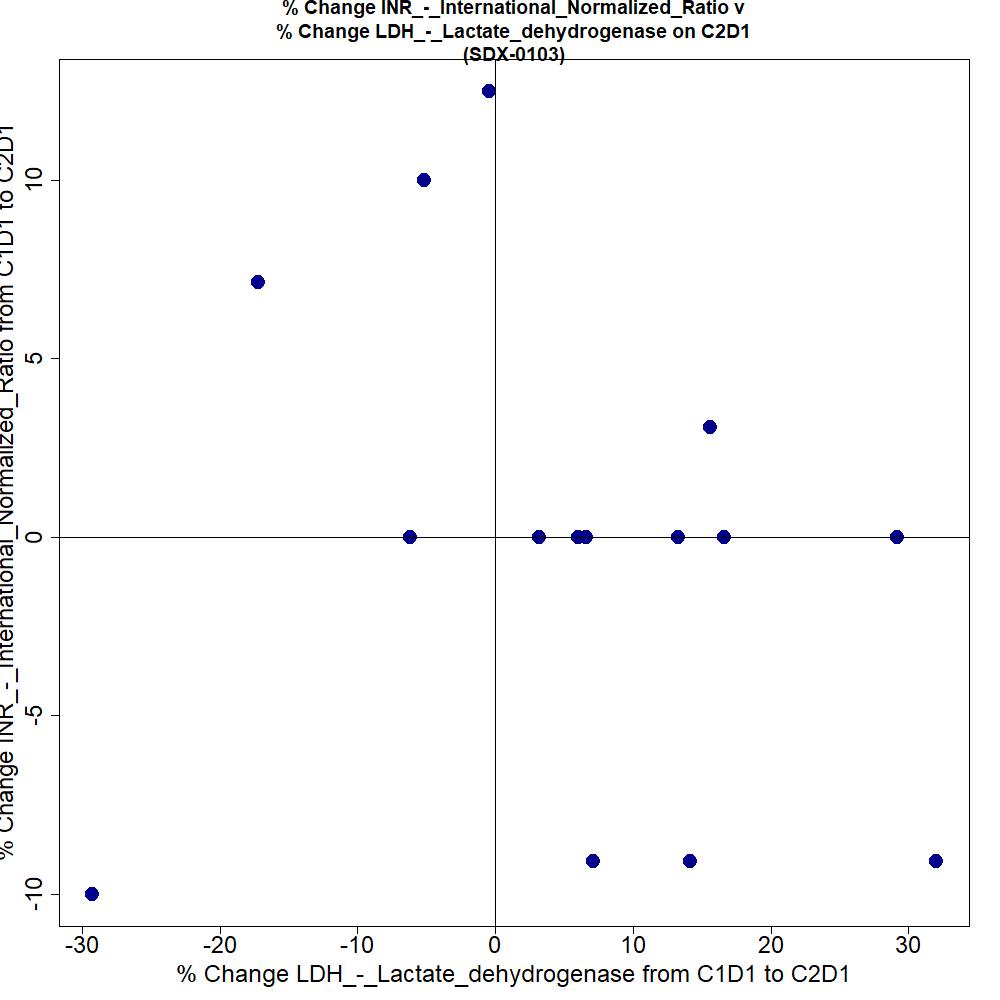 % Change INR_-_International_Normalized_Ratio v
% Change LDH_-_Lactate_dehydrogenase on C2D1
(SDX-0103)
% Change INR_-_International_Normalized_Ratio from C1D1 to C2D1
10
5
0
-5
-10
-30 -20 -10 0 10 20 30
% Change LDH_-_Lactate_dehydrogenase from C1D1 to C2D1